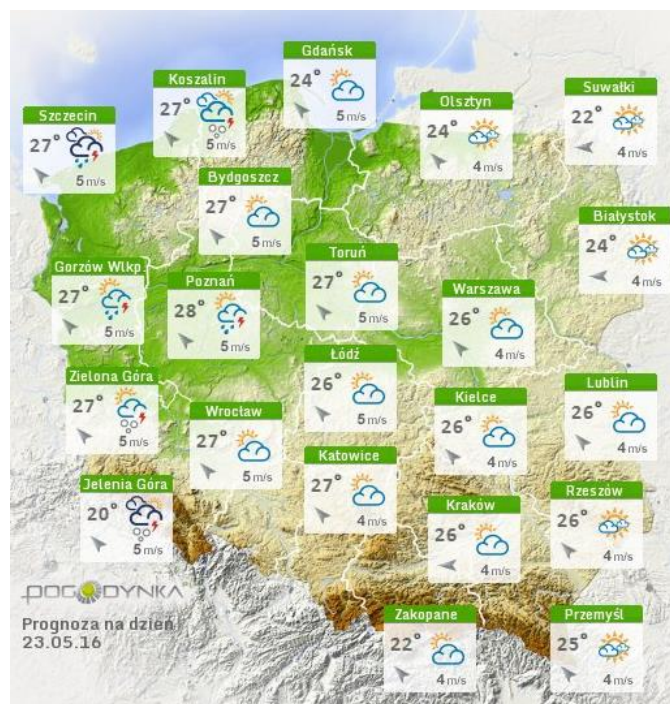 Gdańsk
24°
5 m/s
Koszalin
27°
5 m/s
Suwałki
22°
4 m/s
Olsztyn
24°
4 m/s
Szczecin
27°
5 m/s
Bydgoszcz
27°
5 m/s
Białystok
24°
4 m/s
Toruń
27°
5 m/s
Gorzów Wlkp.
27°
5 m/s
Poznań
28°
5 m/s
Warszawa
26°
4 m/s
Łódź
26°
5 m/s
Zielona Góra
27°
5 m/s
Lublin
26°
4 m/s
Kielce
26°
4 m/s
Wrocław
27°
5 m/s
Katowice
27°
4 m/s
Jelenia Góra
20°
5 m/s
Rzeszów
26°
4 m/s
Kraków
26°
4 m/s
POGODYNKA
Prognoza na dzień
23.05.16
Zakopane
22°
4 m/s
Przemyśl
25°
4 m/s